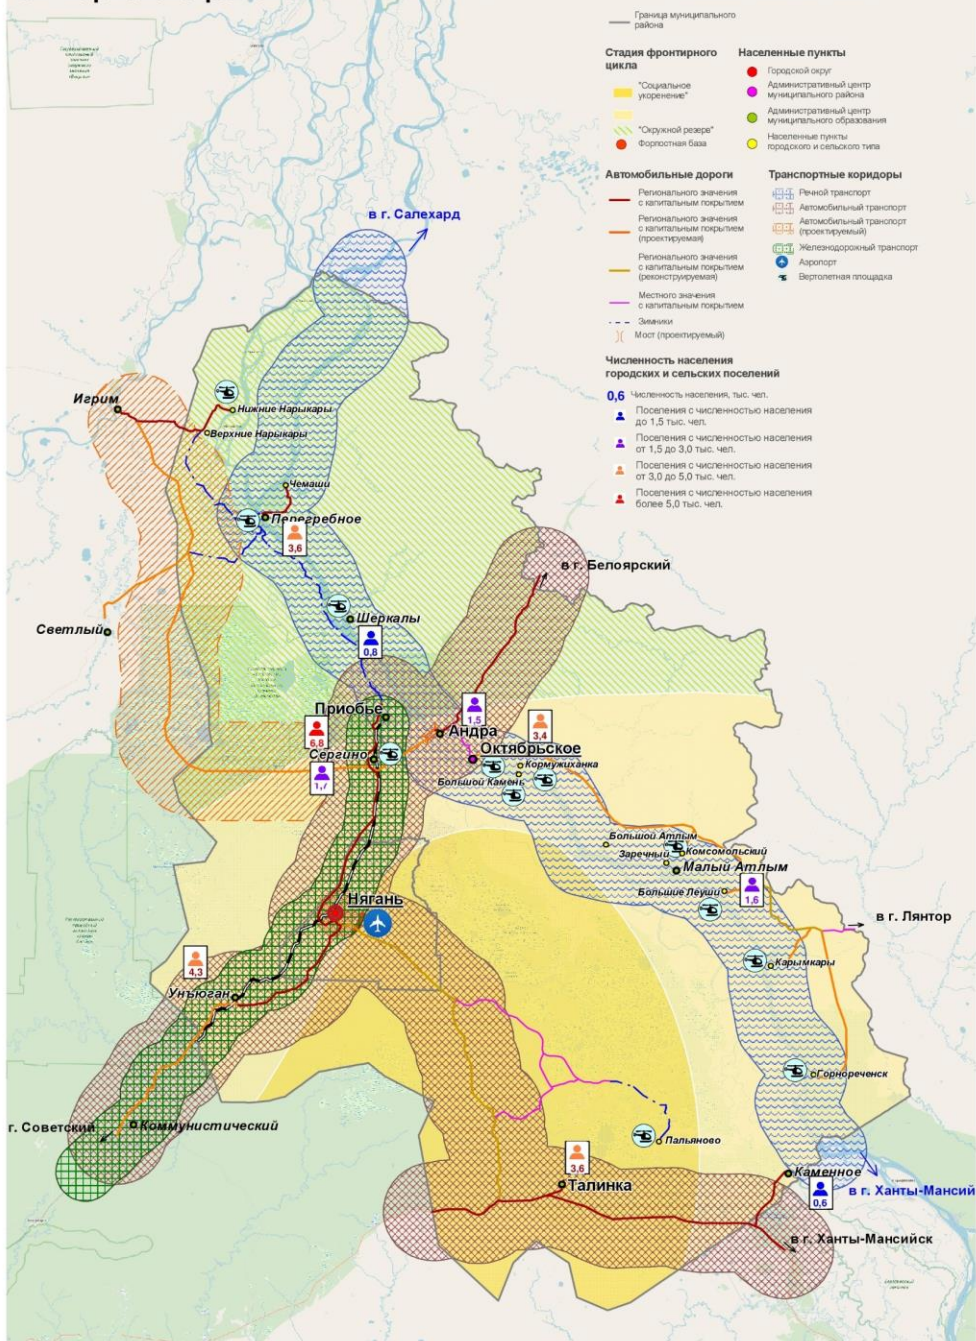 Граница муниципального
района
Стадия фронтирного
цикла
"Социальное
укоренение"
"Окружной резерв"
Форпостная база
Населенные пункты
Городской округ
Административный центр
муниципального района
Административный центр
муниципального образования
Населенные пункты
городского и сельского типа
Автомобильные дороги
Регионального значения
с капитальным покрытием
Регионального значения
с капитальным покрытием
(проектируемая)
Регионального значения
с капитальным покрытием
(реконструируемая)
Местного значения
с капитальным покрытием
Зимники
Мост (проектируемый)
Транспортные коридоры
Речной транспорт
Автомобильный транспорт
Автомобильный транспорт
(проектируемый)
Железнодорожный транспорт
Аэропорт
Вертолетная площадка
Численность населения
городских и сельских поселений
0,6 Численность населения, тыс. чел.
Поселения с численностью населения
до 1,5 тыс. чел.
Поселения с численностью населения
от 1,5 до 3,0 тыс. чел.
Поселения с численностью населения
от 3,0 до 5,0 тыс. чел.
Поселения с численностью населения
более 5,0 тыс. чел.
в г. Салехард
Игрим
Нижние Нарыкары
Верхние Нарыкары
Чемаши
Перегребное
3,6
в г. Белоярский
Шеркалы
Светлый
0,8
Приобье
1,5
6,8
Андра
3,4
Октябрьское
Сергино
Кормужиханка
1,7
Большой Камень
Большой Атлым
Заречный
Комсомольский
Малый Атлым
Большие Леуши
1,6
Нягань
в г. Лянтор
4,3
Карымкары
Унъюган
Горнореченск
г. Советский
Коммунистический
Пальяново
3,6
Талинка
Каменное
в г. Ханты-Мансий
0,6
в г. Ханты-Мансийск